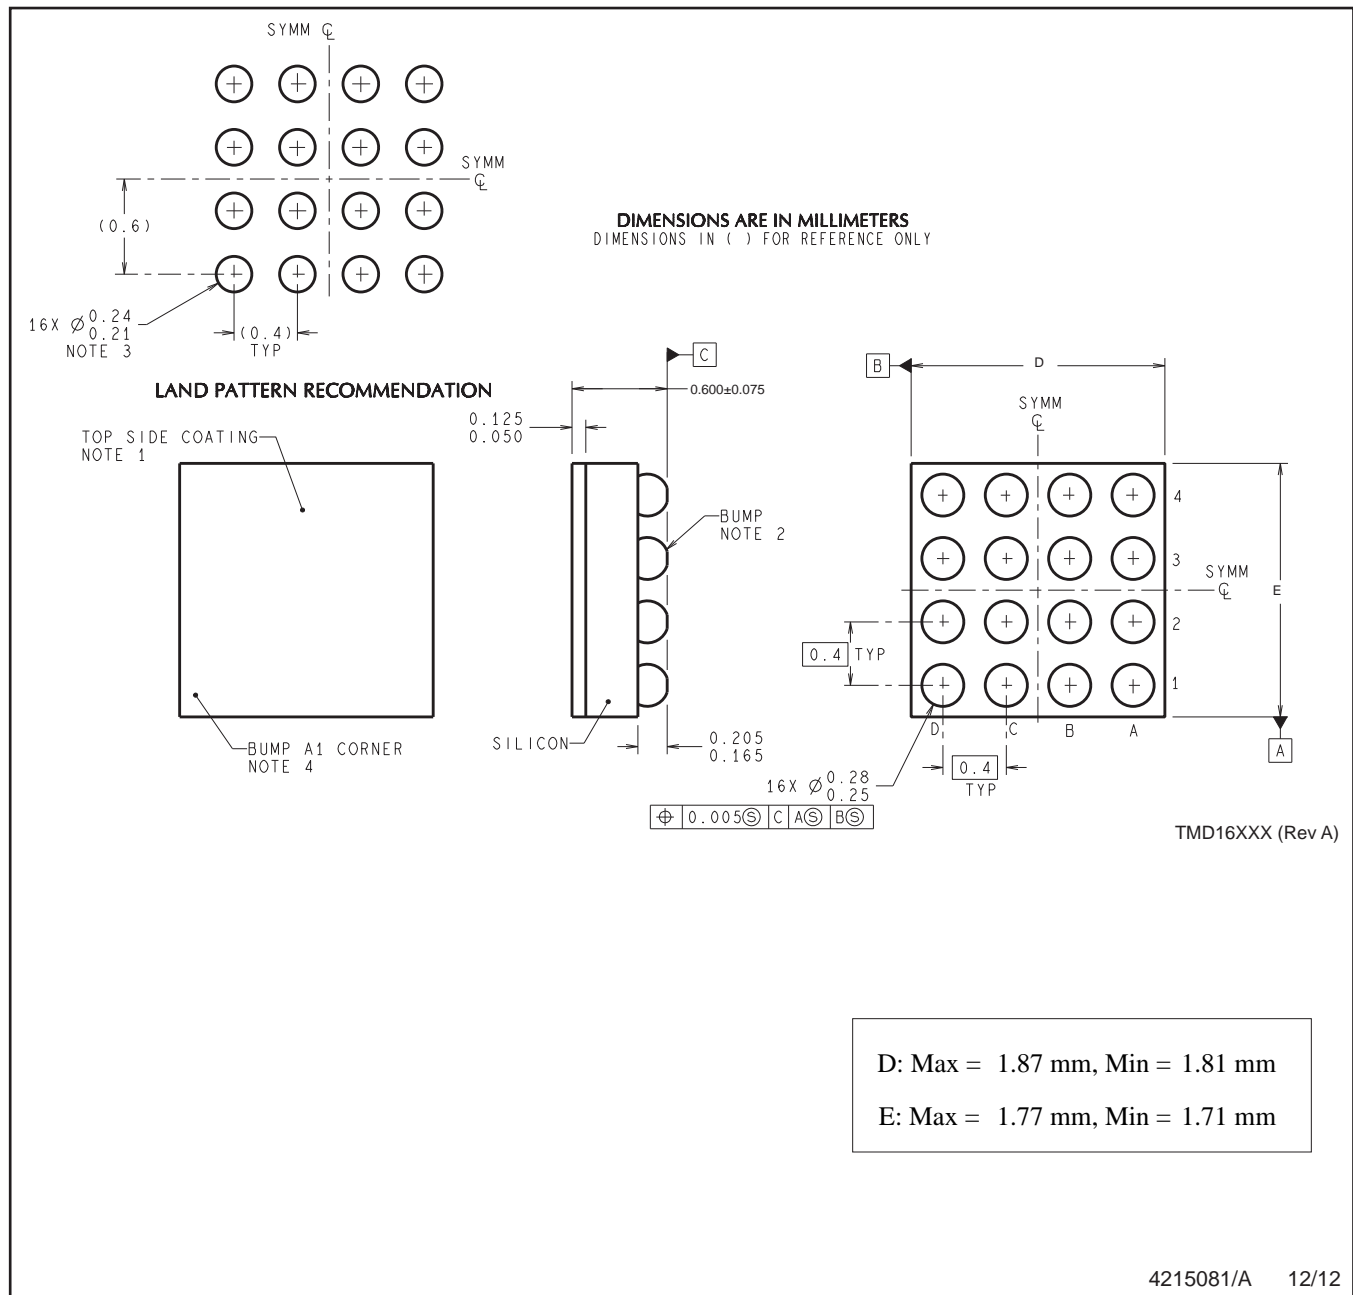 SYMM ℄
SYMM
℄
(0.6)
DIMENSIONS ARE IN MILLIMETERS
DIMENSIONS IN ( ) FOR REFERENCE ONLY
16X ⌀ 0.24
0.21
NOTE 3
(0.4)
TYP
LAND PATTERN RECOMMENDATION
C
0.600±0.075
B
D
SYMM
℄
0.125
0.050
TOP SIDE COATING
NOTE 1
BUMP
NOTE 2
4
3
SYMM
℄
E
2
0.4 TYP
1
BUMP A1 CORNER
NOTE 4
SILICON
0.205
0.165
D C B A
A
16X ⌀ 0.28
0.25
0.4
TYP
⌖ 0.005Ⓢ C AⓈ BⓈ
TMD16XXX (Rev A)
D: Max = 1.87 mm, Min = 1.81 mm
E: Max = 1.77 mm, Min = 1.71 mm
4215081/A 12/12